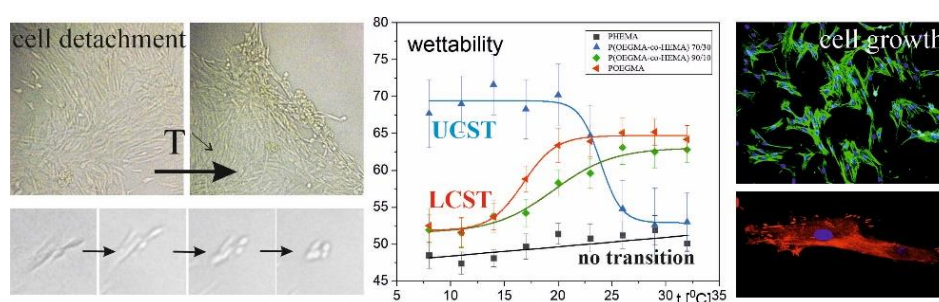 cell detachment
T
wettability
PHEMA
P(OEGMA-co-HEMA) 70/30
P(OEGMA-co-HEMA) 90/10
POEGMA
UCST
LCST
no transition
80
75
70
65
60
55
50
45
5 10 15 20 25 30 35
t [⁰C]
cell growth